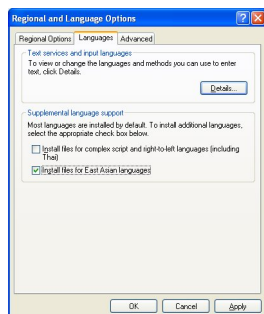 Regional and Language Options
Regional Options Languages Advanced
Text services and input languages
To view or change the languages and methods you can use to enter
text, click Details.
Details...
Supplemental language support
Most languages are installed by default. To install additional languages,
select the appropriate check box below.
Install files for complex script and right-to-left languages (including
Thai)
Install files for East Asian languages
OK Cancel Apply